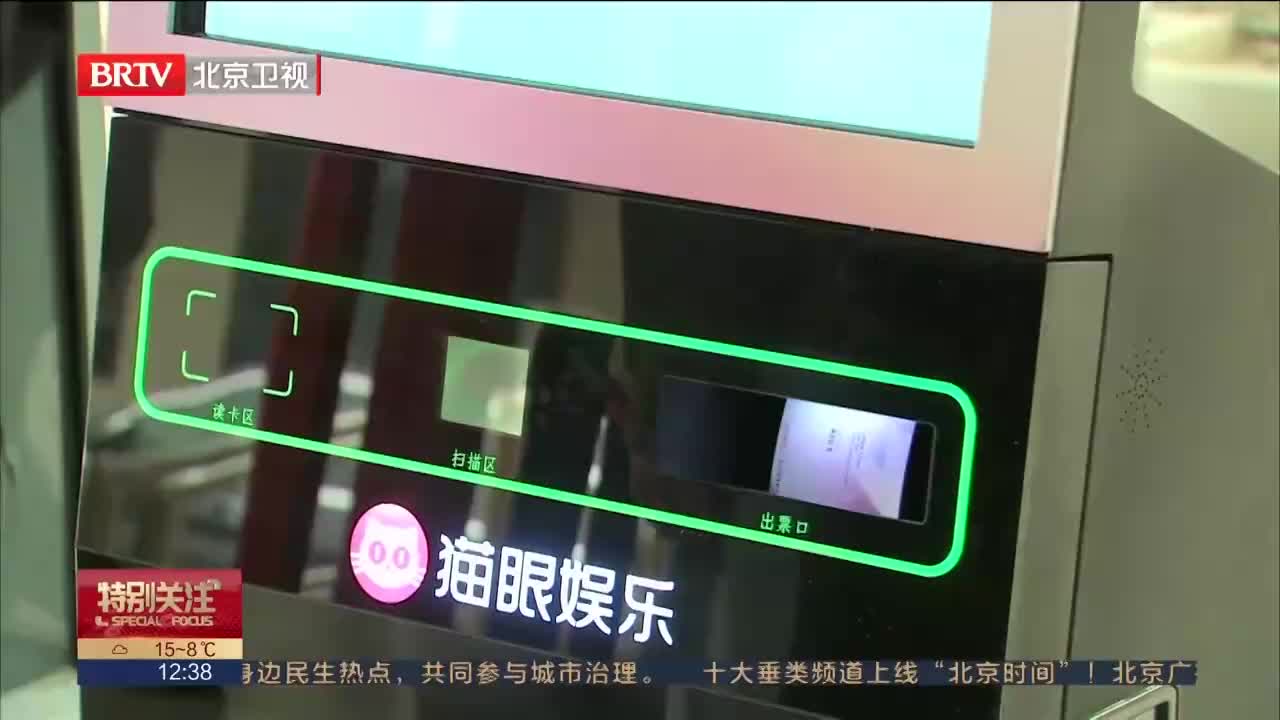 BRTV 北京卫视
读卡区
扫描区
出票口
猫眼娱乐
特别关注
SPECIAL FOCUS
15~8℃
12:38
身边民生热点，共同参与城市治理。 十大垂类频道上线“北京时间”！北京广